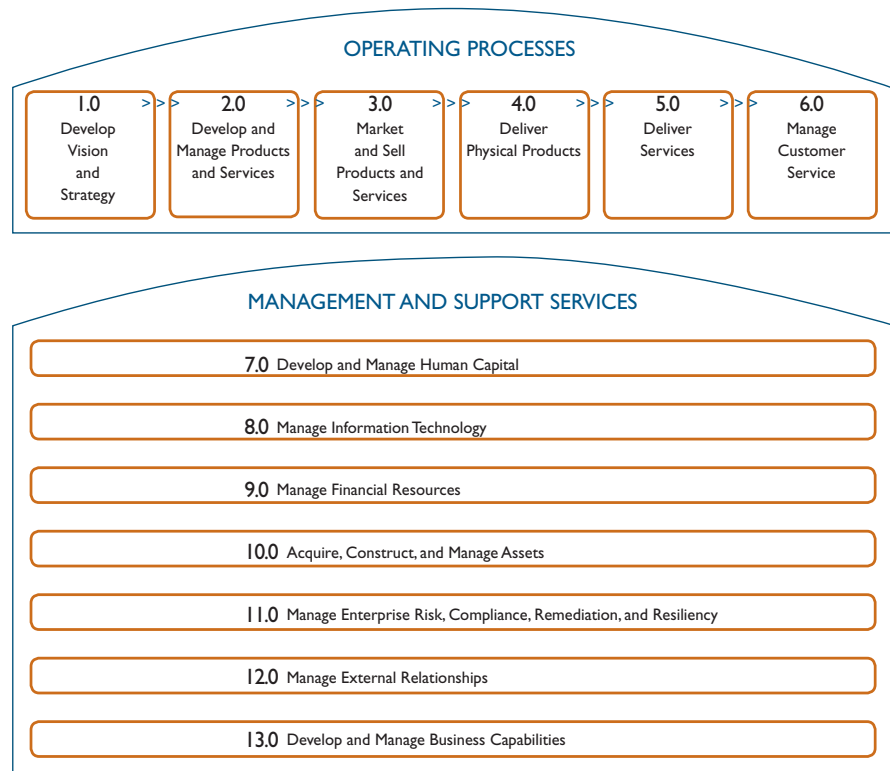 OPERATING PROCESSES
1.0 > > > 2.0 > > > 3.0 > > > 4.0 > > > 5.0 > > > 6.0
Develop
Vision
and
Strategy
Develop and
Manage Products
and Services
Market
and Sell
Products and
Services
Deliver
Physical Products
Deliver
Services
Manage
Customer
Service
MANAGEMENT AND SUPPORT SERVICES
7.0 Develop and Manage Human Capital
8.0 Manage Information Technology
9.0 Manage Financial Resources
10.0 Acquire, Construct, and Manage Assets
11.0 Manage Enterprise Risk, Compliance, Remediation, and Resiliency
12.0 Manage External Relationships
13.0 Develop and Manage Business Capabilities